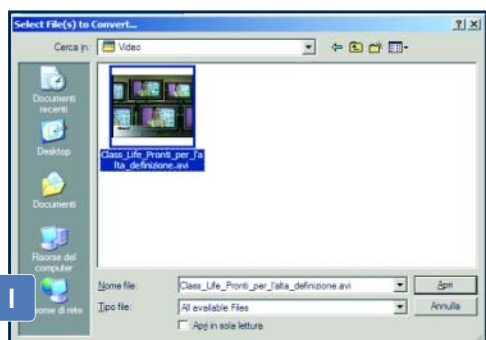 Select File(s) to Convert...
Cerca in:
Video
Documenti
recenti
Desktop
Documenti
Risorse del
computer
Risorse di rete
Class_Life_Pronti_per_l'a
lta_definizione.avi
Nome file:
Class_Life_Pronti_per_l'alta_definizione.avi
Apri
Tipo file:
All available Files
Annulla
Apri in sola lettura
I